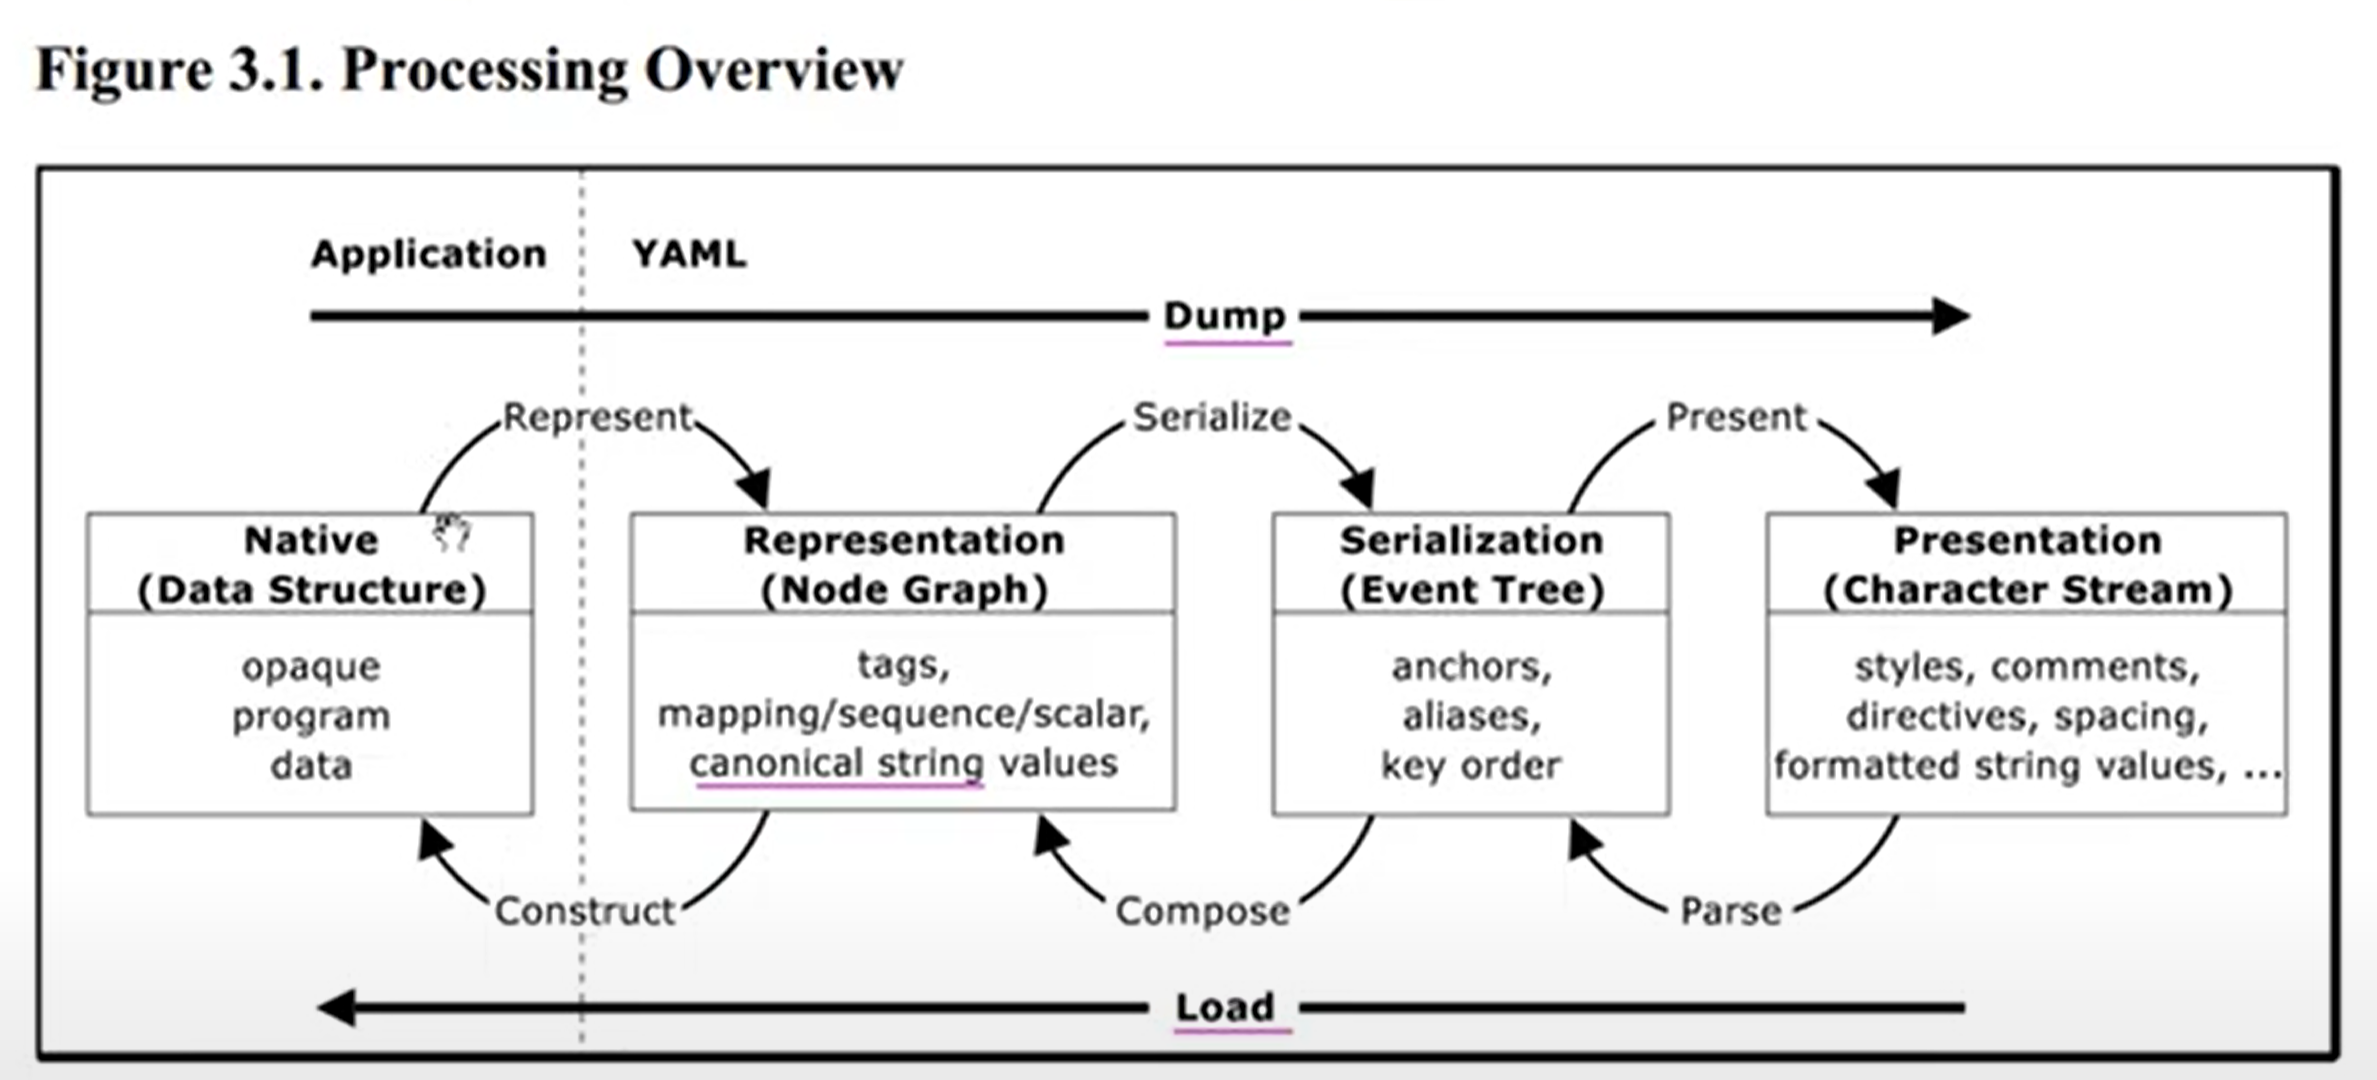 Figure 3.1. Processing Overview
Application
YAML
Dump
Represent
Serialize
Present
Native
(Data Structure)
opaque
program
data
Representation
(Node Graph)
tags,
mapping/sequence/scalar,
canonical string values
Serialization
(Event Tree)
anchors,
aliases,
key order
Presentation
(Character Stream)
styles, comments,
directives, spacing,
formatted string values, ...
Construct
Compose
Parse
Load